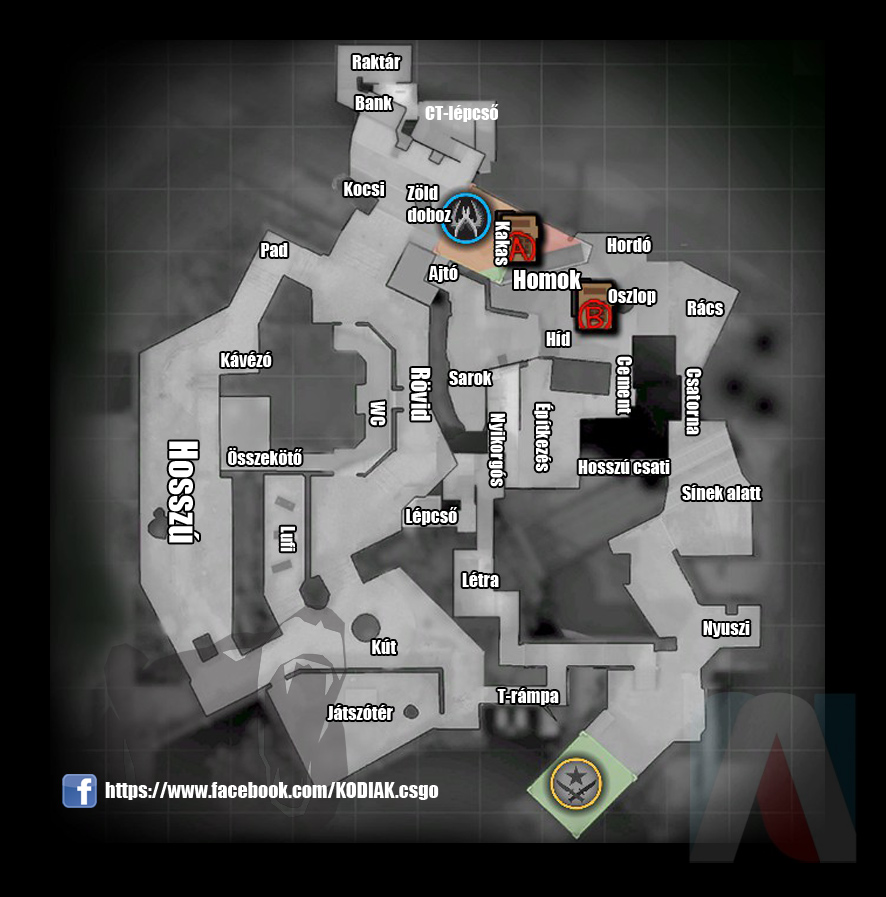 Raktár
Bank
CT-lépcső
Kocsi
Zöld
doboz
Kakas
A
Hordó
Pad
Ajtó
Homok
Oszlop
B
Rács
Híd
Kávézó
Rövid
Sarok
Cement
Csatorna
WC
Nyikorgós
Építkezés
Hosszú
Összekötő
Hosszú csati
Sínek alatt
Lépcső
Lufi
Létra
Nyuszi
Kút
T-rámpa
Játszótér
f https://www.facebook.com/KODIAK.csgo